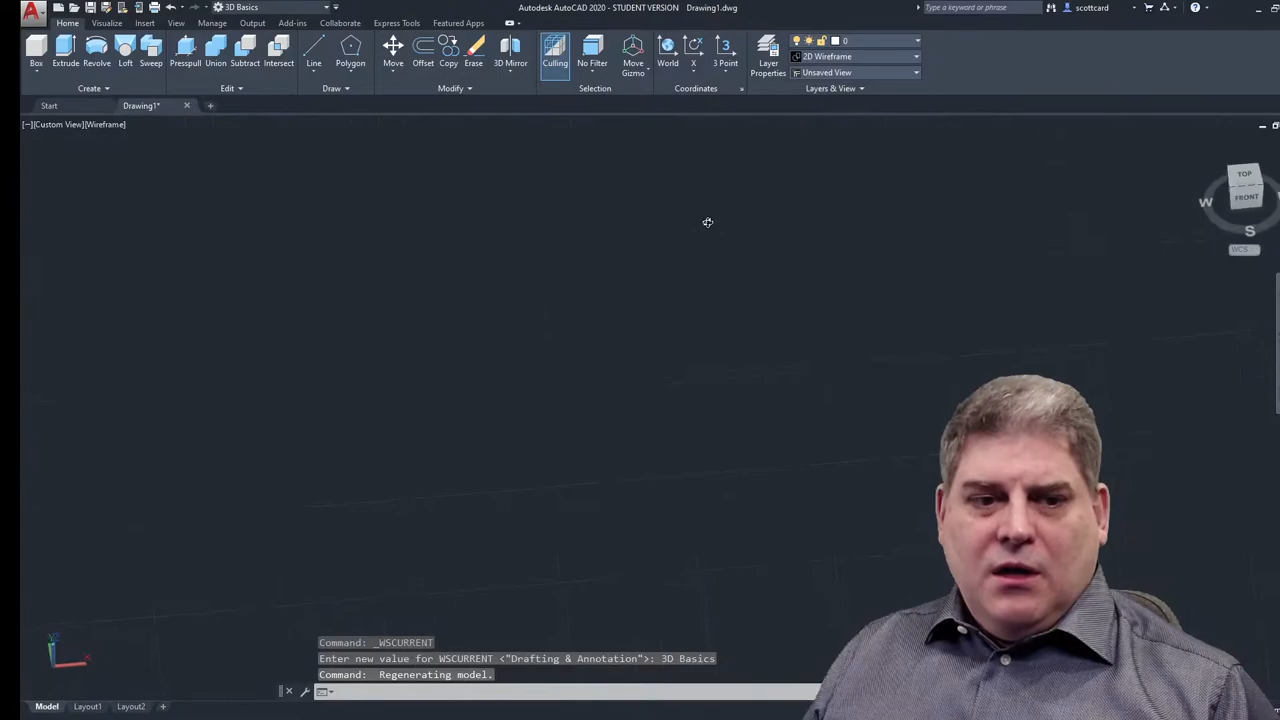 3D Basics
Autodesk AutoCAD 2020 - STUDENT VERSION Drawing1.dwg
Type a keyword or phrase
scottcard
Home Visualize Insert View Manage Output Add-ins Collaborate Express Tools
Box Extrude Revolve Loft Sweep Presspull Union Subtract Intersect Line Polygon Move Offset Copy Erase 3D Mirror Culling No Filter Move Gizmo World X 3 Point Layer Properties
0
2D Wireframe
Unsaved View
Create Edit Draw Modify Selection Coordinates Layers & View
Start Drawing1*
[−][Custom View][Wireframe]
TOP
FRONT
W
S
WCS
X
Command: _WSCURRENT
Enter new value for WSCURRENT <"Drafting & Annotation">: 3D Basics
Command: Regenerating model.
Model Layout1 Layout2